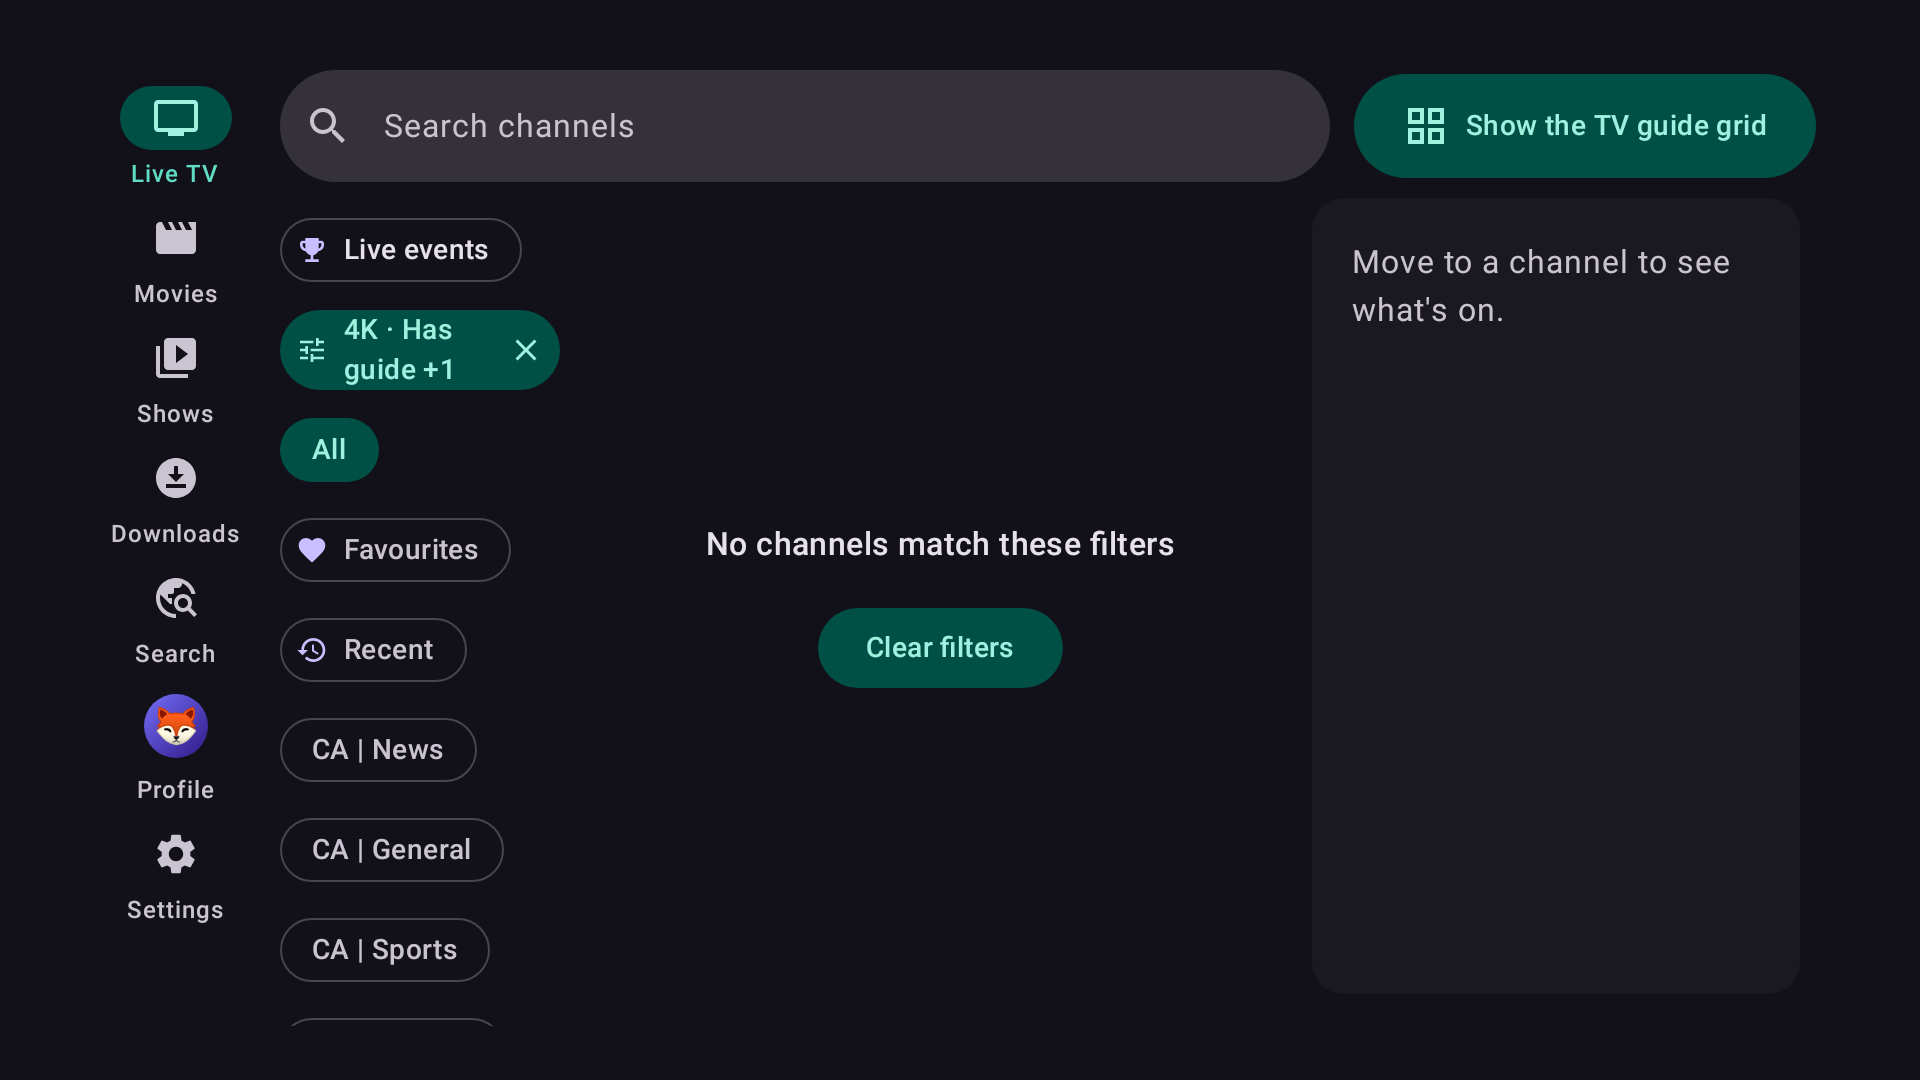 Live TV
Movies
Shows
Downloads
Search
Profile
Settings
Search channels
Show the TV guide grid
Live events
4K · Has
guide +1
All
Favourites
Recent
CA | News
CA | General
CA | Sports
No channels match these filters
Clear filters
Move to a channel to see
what's on.